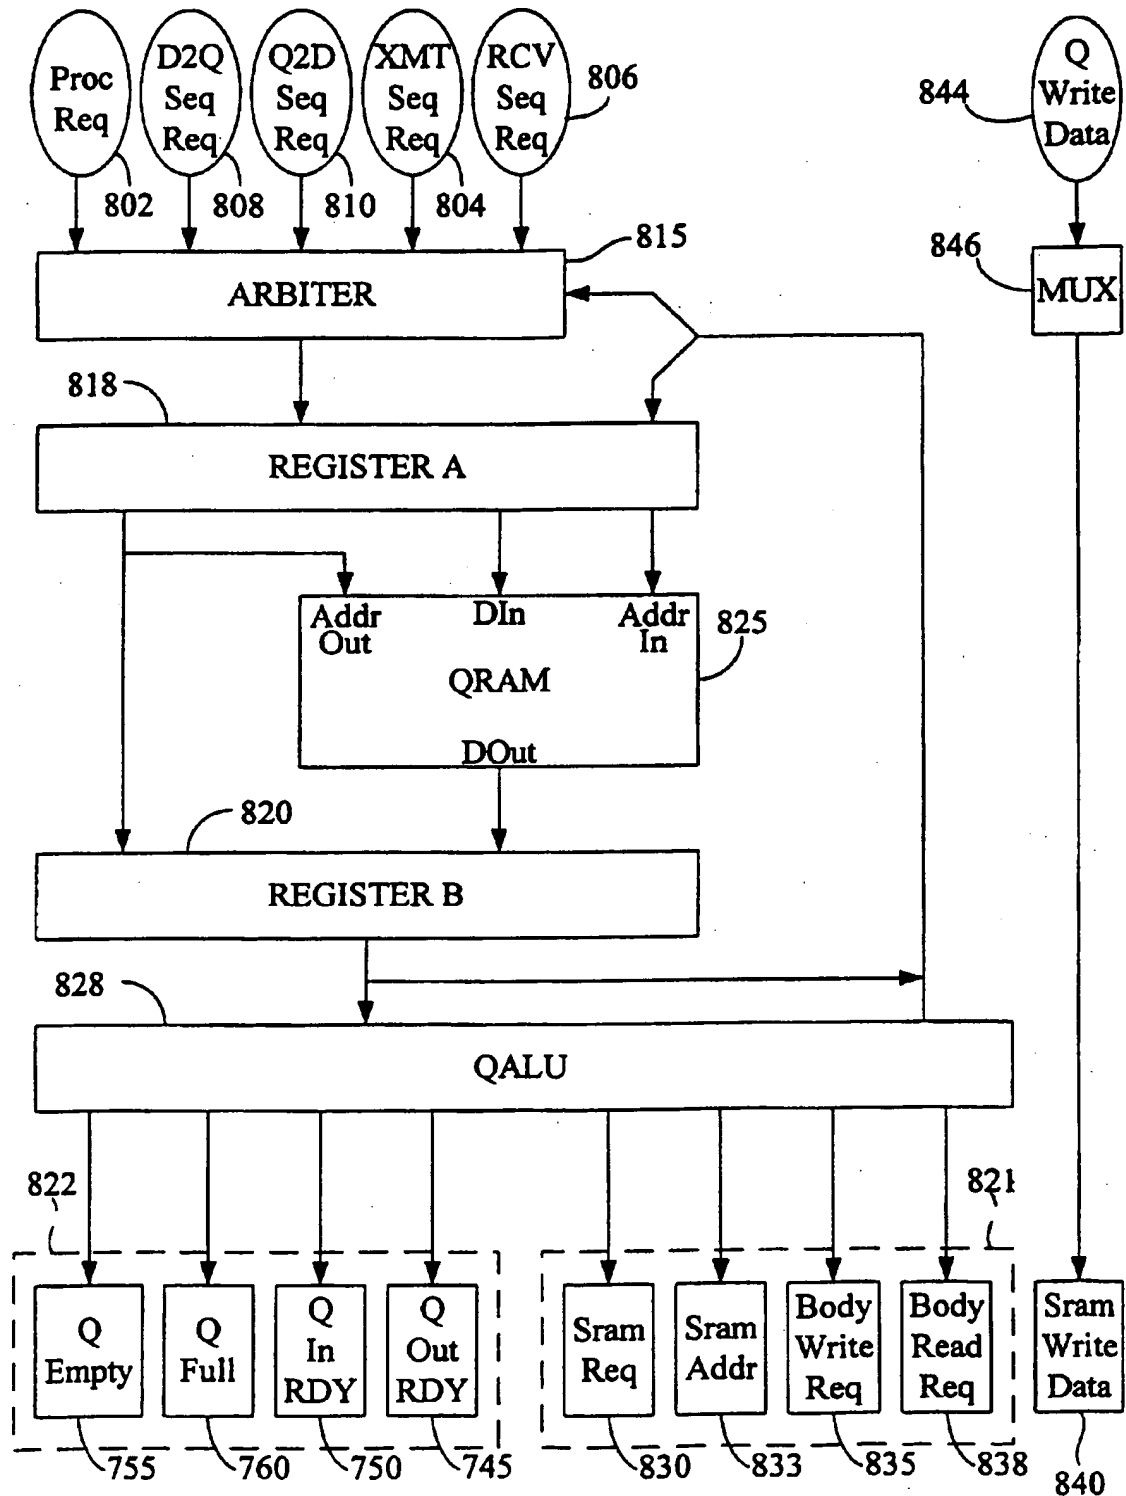 Proc
Req
D2Q
Seq
Req
Q2D
Seq
Req
XMT
Seq
Req
RCV
Seq
Req
806
844
Q
Write
Data
802
808
810
804
815
846
MUX
ARBITER
818
REGISTER A
Addr
Out
DIn
Addr
In
825
QRAM
DOut
820
REGISTER B
828
QALU
822
821
Q
Empty
Q
Full
Q
In
RDY
Q
Out
RDY
Sram
Req
Sram
Addr
Body
Write
Req
Body
Read
Req
Sram
Write
Data
755
760
750
745
830
833
835
838
840